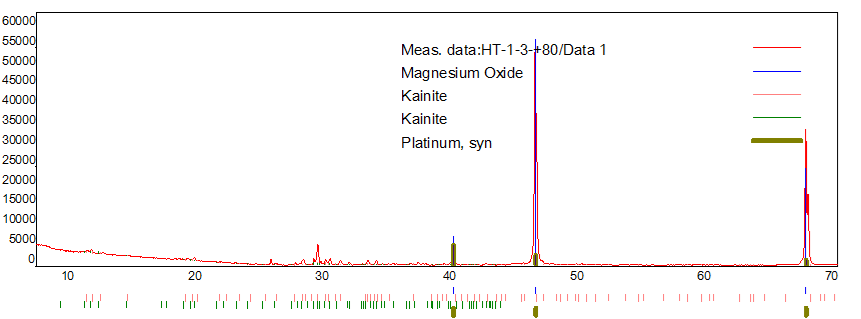 60000
55000
50000
45000
40000
35000
30000
25000
20000
15000
10000
5000
0
Meas. data:HT-1-3-+80/Data 1
Magnesium Oxide
Kainite
Kainite
Platinum, syn
10 20 30 40 50 60 70